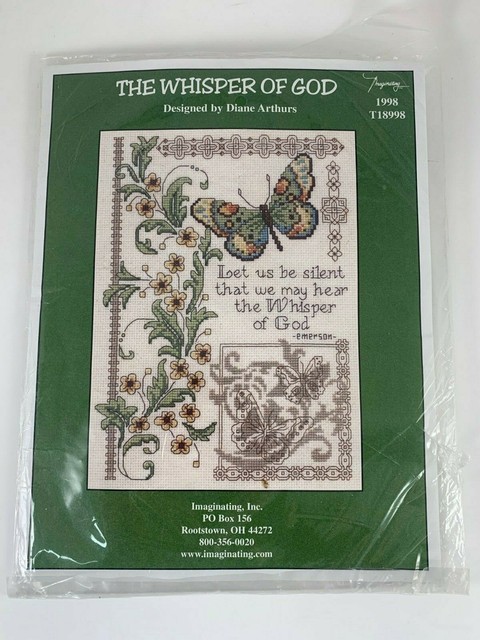 THE WHISPER OF GOD
Designed by Diane Arthurs
Imaginating
1998
T18998
Let us be silent
that we may hear
the Whisper
of God
-emerson-
Imaginating, Inc.
PO Box 156
Rootstown, OH 44272
800-356-0020
www.imaginating.com